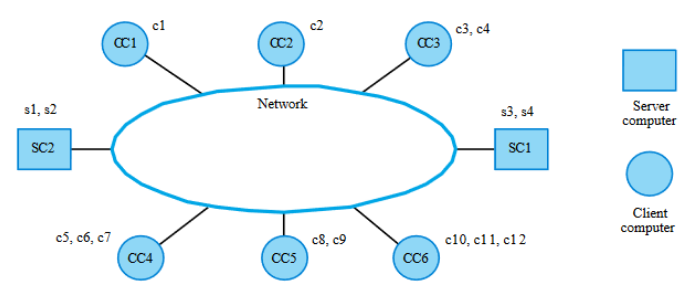 c1
CC1
c2
CC2
c3, c4
CC3
Network
s1, s2
SC2
s3, s4
SC1
Server
computer
c5, c6, c7
CC4
c8, c9
CC5
c10, c11, c12
CC6
Client
computer